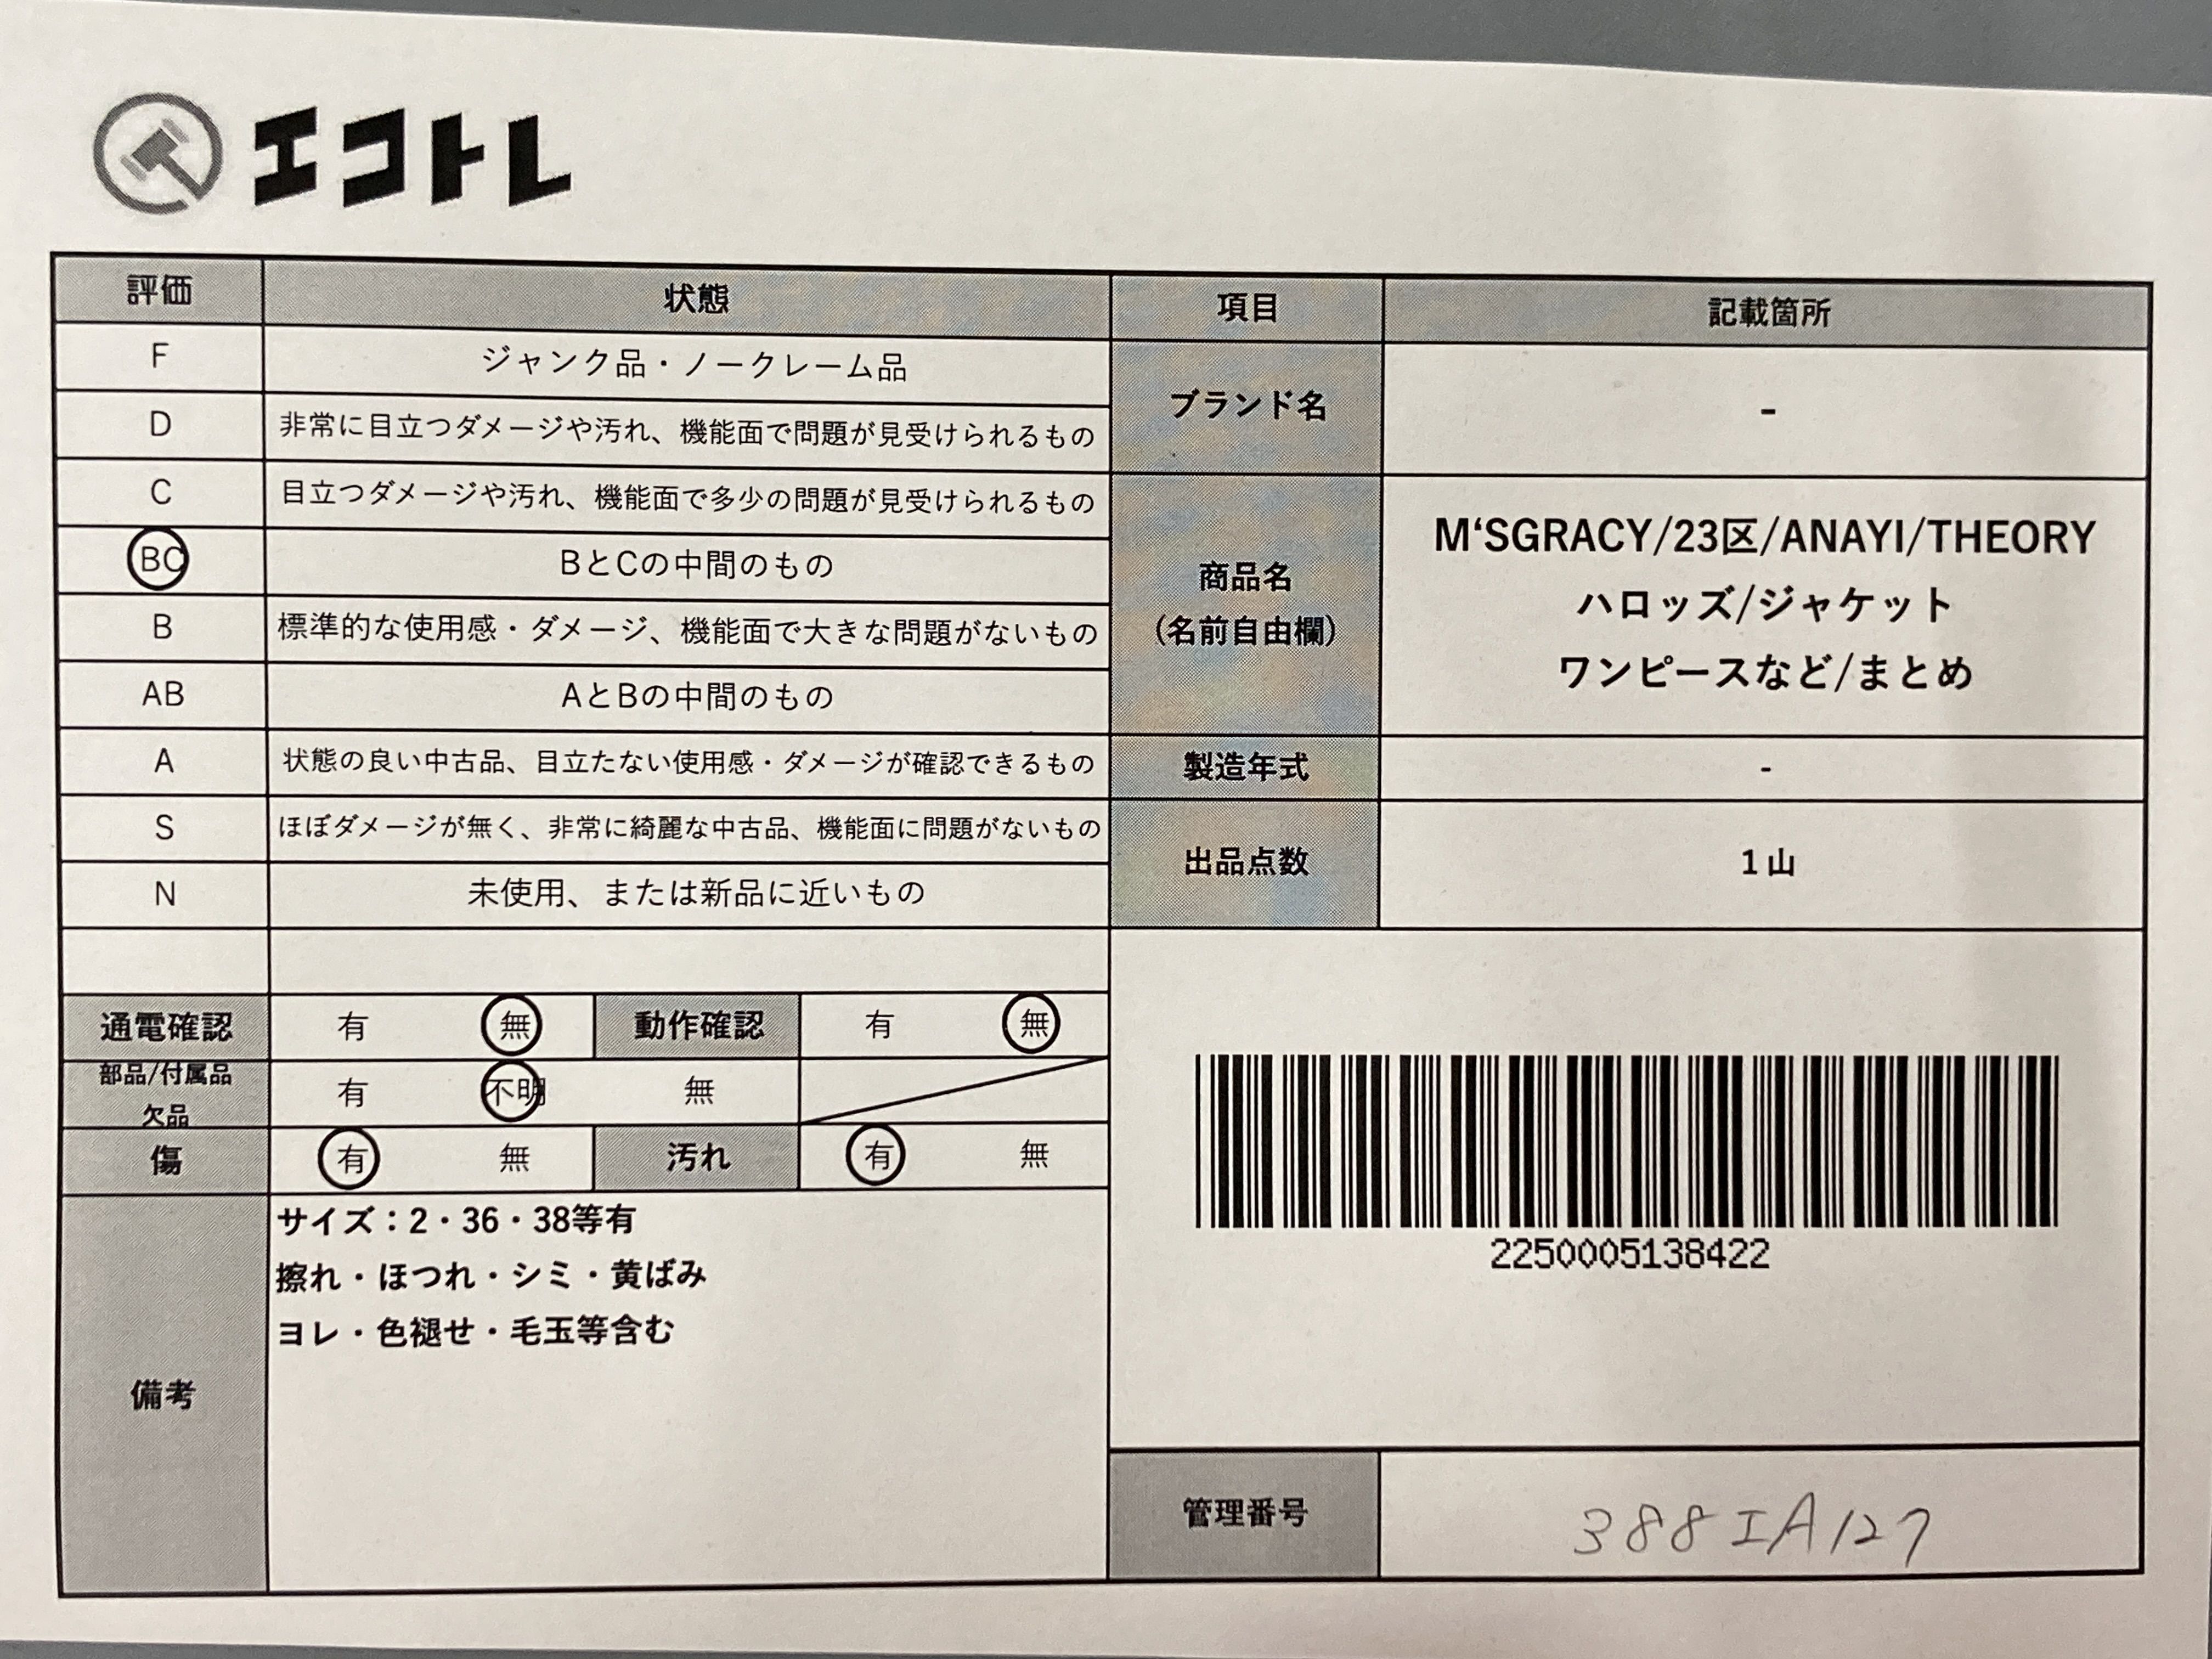 エコトレ
評価 状態 項目 記載箇所
F ジャンク品・ノークレーム品
D 非常に目立つダメージや汚れ、機能面で問題が見受けられるもの
ブランド名 -
C 目立つダメージや汚れ、機能面で多少の問題が見受けられるもの
BC BとCの中間のもの
B 標準的な使用感・ダメージ、機能面で大きな問題がないもの
AB AとBの中間のもの
商品名
(名前自由欄)
M‘SGRACY/23区/ANAYI/THEORY
ハロッズ/ジャケット
ワンピースなど/まとめ
A 状態の良い中古品、目立たない使用感・ダメージが確認できるもの
製造年式 -
S ほぼダメージが無く、非常に綺麗な中古品、機能面に問題がないもの
N 未使用、または新品に近いもの
出品点数 1山
通電確認 有 無 動作確認 有 無
部品/付属品
欠品
有 不明 無
傷 有 無 汚れ 有 無
備考
サイズ：2・36・38等有
擦れ・ほつれ・シミ・黄ばみ
ヨレ・色褪せ・毛玉等含む
2250005138422
管理番号 388IA127